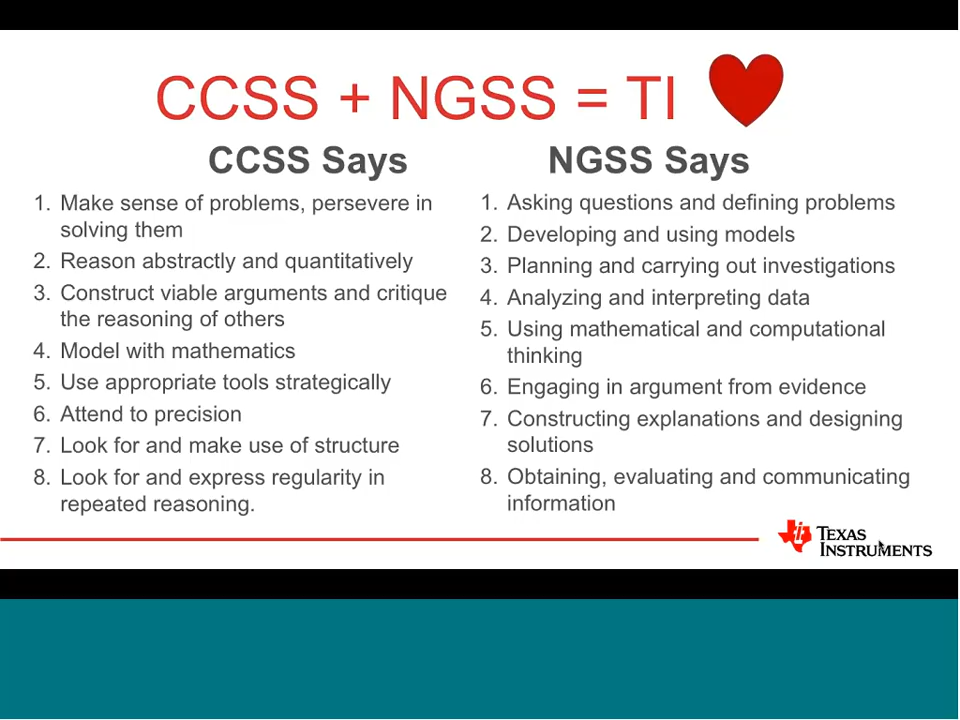 CCSS + NGSS = TI
CCSS Says
1. Make sense of problems, persevere in
solving them
2. Reason abstractly and quantitatively
3. Construct viable arguments and critique
the reasoning of others
4. Model with mathematics
5. Use appropriate tools strategically
6. Attend to precision
7. Look for and make use of structure
8. Look for and express regularity in
repeated reasoning.
NGSS Says
1. Asking questions and defining problems
2. Developing and using models
3. Planning and carrying out investigations
4. Analyzing and interpreting data
5. Using mathematical and computational
thinking
6. Engaging in argument from evidence
7. Constructing explanations and designing
solutions
8. Obtaining, evaluating and communicating
information
TEXAS
INSTRUMENTS